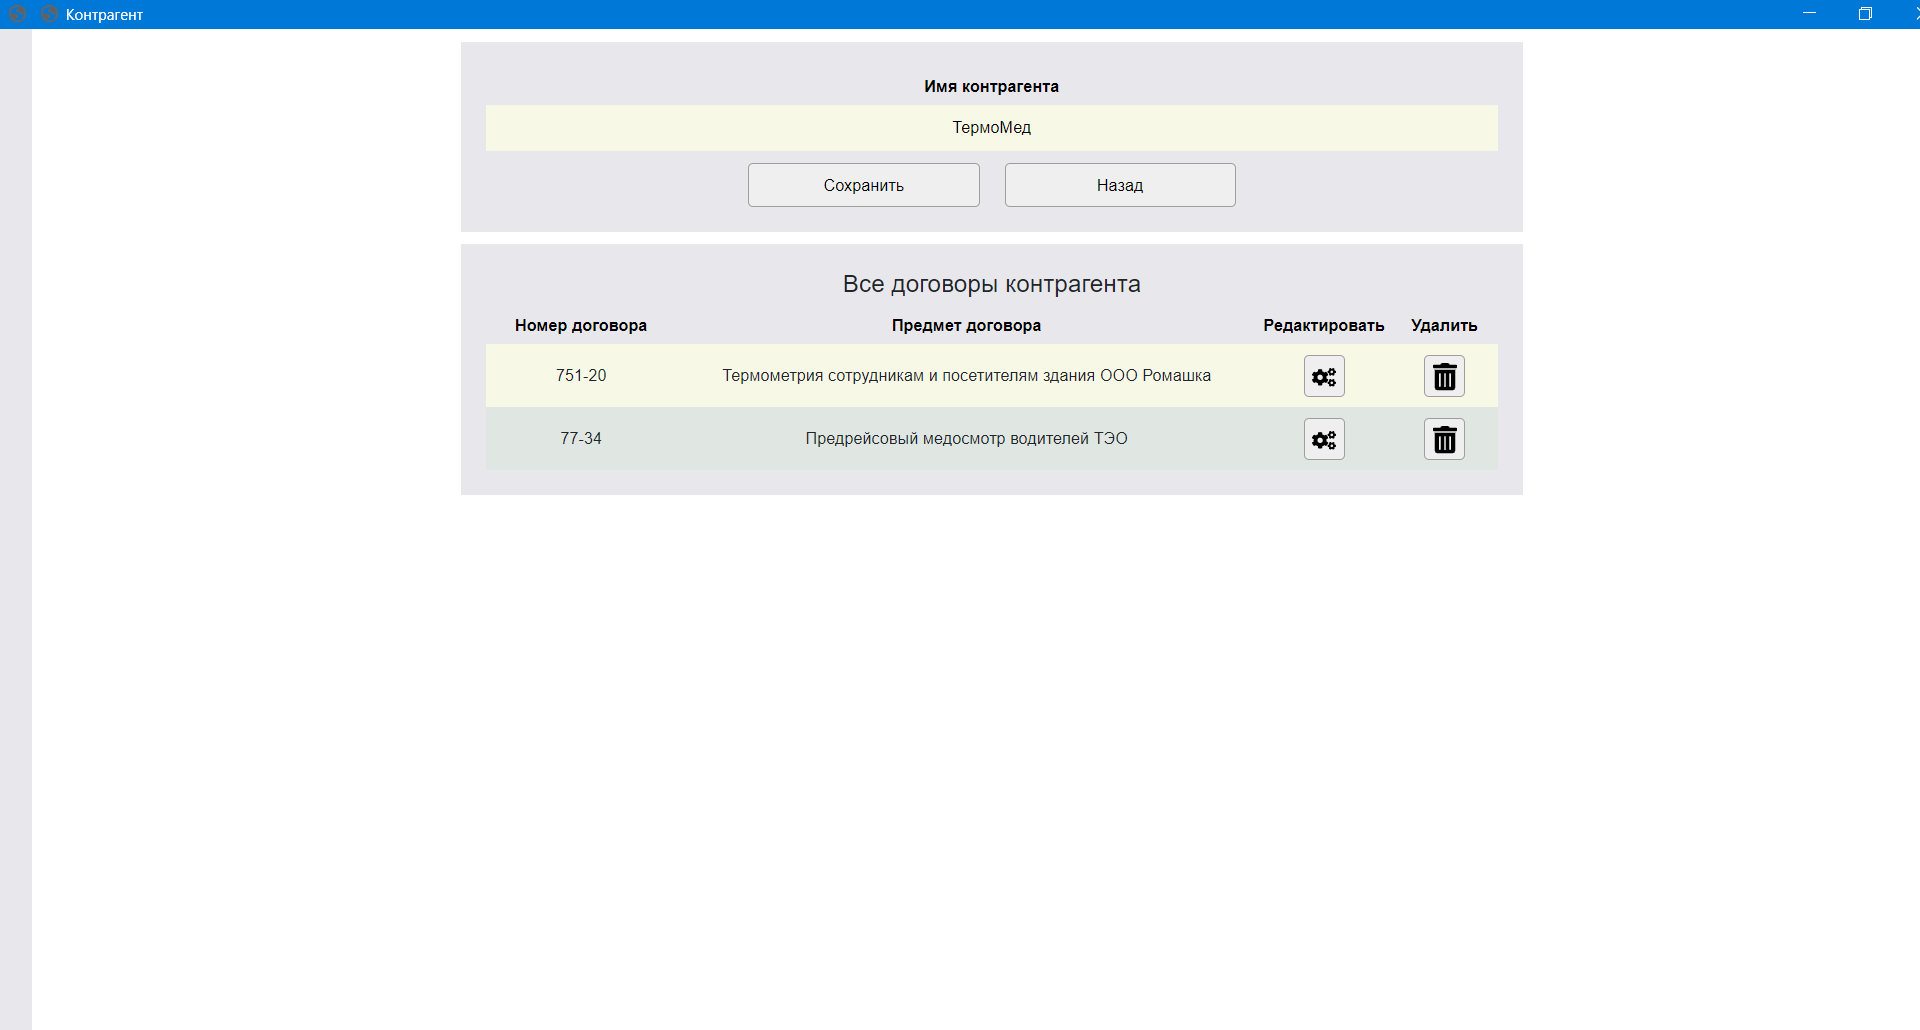 Контрагент
Имя контрагента
ТермоМед
Сохранить Назад
Все договоры контрагента
Номер договора Предмет договора Редактировать Удалить
751-20 Термометрия сотрудникам и посетителям здания ООО Ромашка
77-34 Предрейсовый медосмотр водителей ТЭО